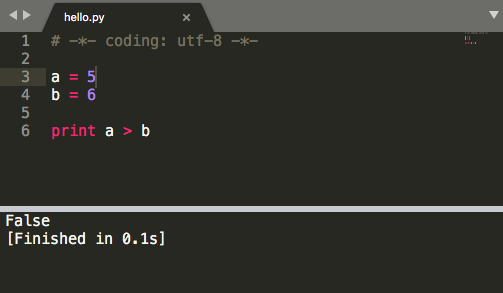 hello.py
1 # -*- coding: utf-8 -*-
2
3 a = 5
4 b = 6
5
6 print a > b
False
[Finished in 0.1s]